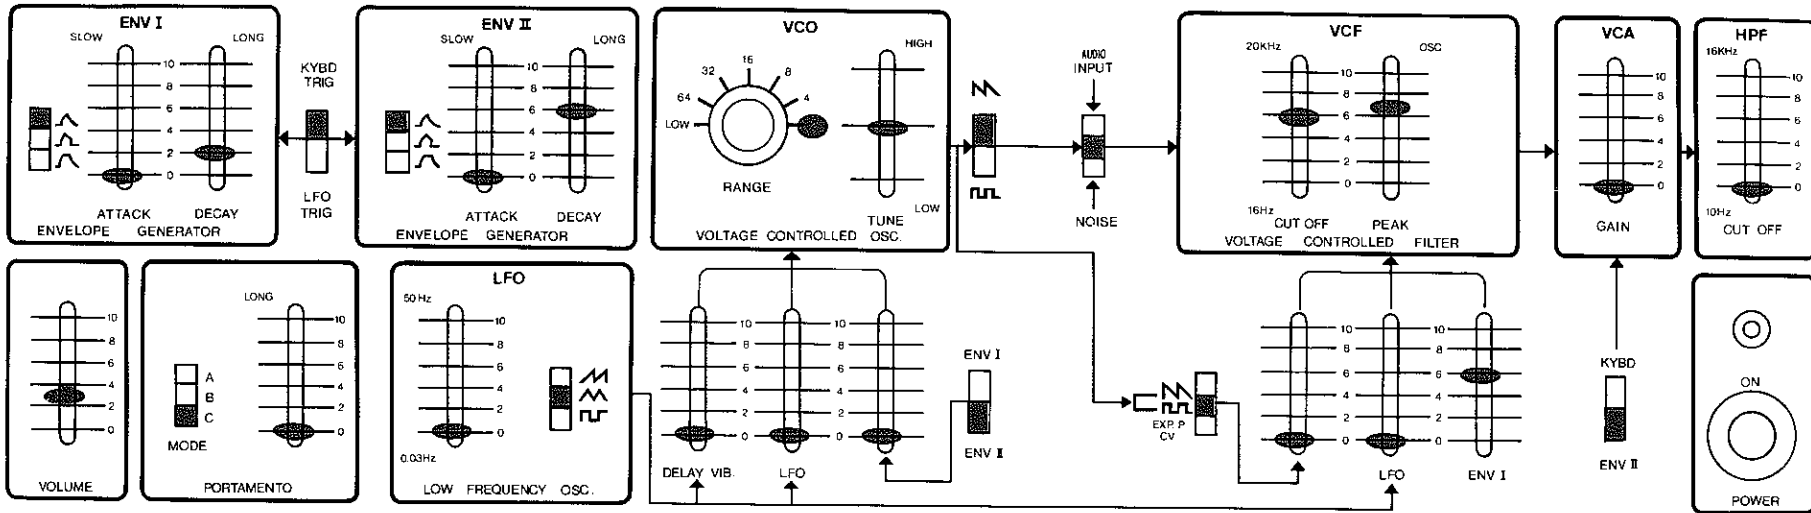 ENV I
SLOW
LONG
10
8
6
4
2
0
ATTACK
DECAY
ENVELOPE GENERATOR
KYBD
TRIG
LFO
TRIG
ENV II
SLOW
LONG
10
8
6
4
2
0
ATTACK
DECAY
ENVELOPE GENERATOR
VCO
HIGH
LOW
64
32
16
8
4
RANGE
LOW
TUNE
VOLTAGE CONTROLLED OSC.
AUDIO
INPUT
NOISE
VCF
20KHz
OSC
10
8
6
4
2
0
16Hz
CUT OFF
PEAK
VOLTAGE CONTROLLED FILTER
VCA
10
8
6
4
2
0
GAIN
HPF
16KHz
10
8
6
4
2
0
10Hz
CUT OFF
10
8
6
4
2
0
VOLUME
LONG
A
B
C
MODE
10
8
6
4
2
0
PORTAMENTO
LFO
50 Hz
10
8
6
4
2
0
0.03Hz
LOW FREQUENCY OSC.
10
8
6
4
2
0
10
8
6
4
2
0
DELAY VIB.
LFO
ENV I
ENV II
EXP. P
CV
10
8
6
4
2
0
10
8
6
4
2
0
LFO
ENV I
KYBD
ENV II
ON
POWER